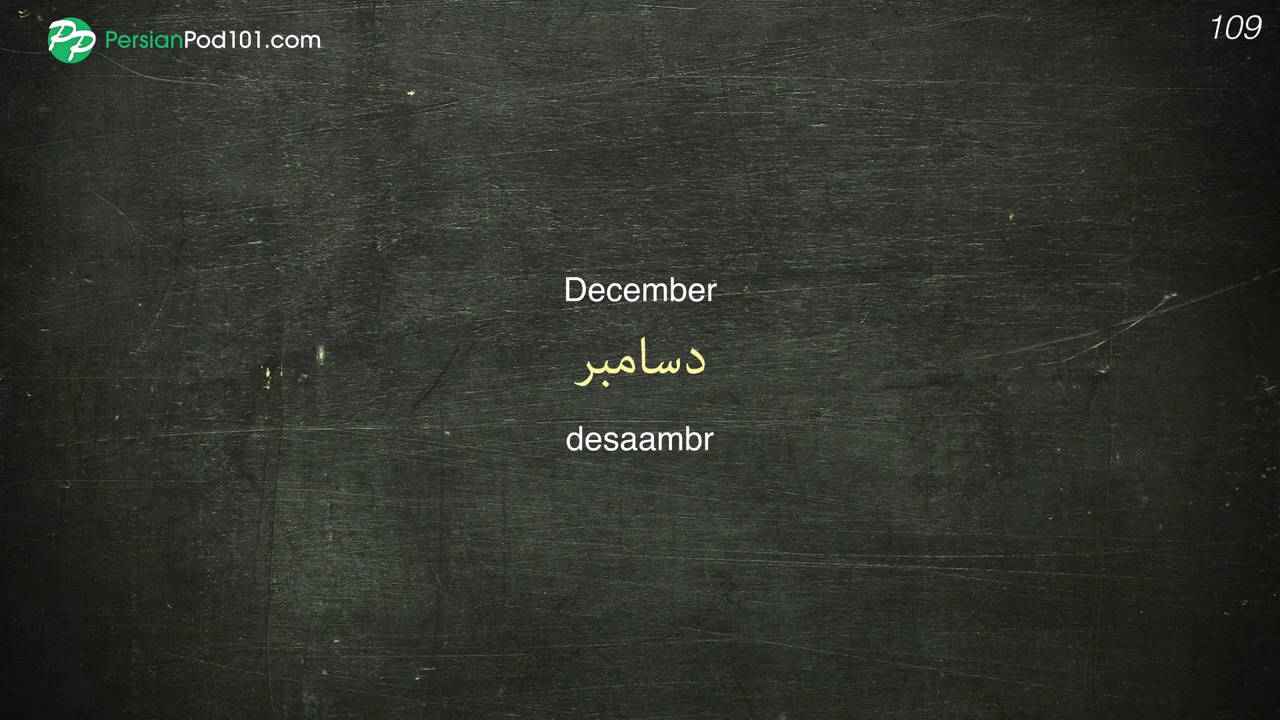 PersianPod101.com
109
December
دسامبر
desaambr